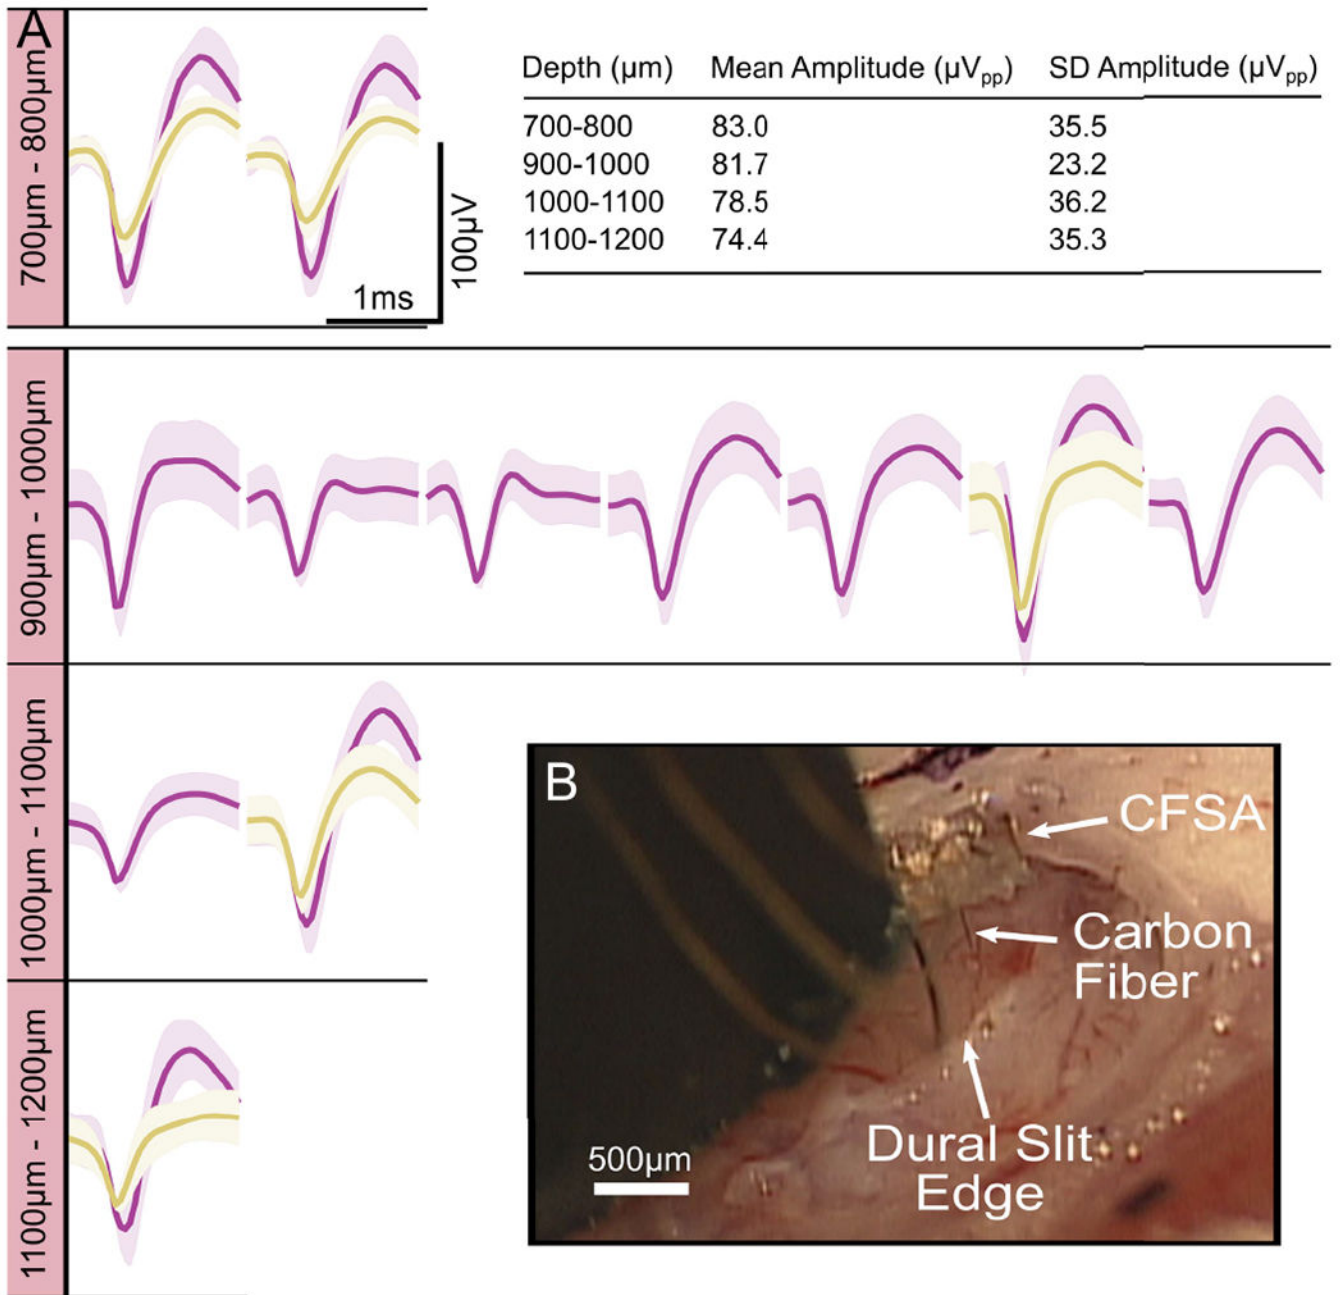 A
700µm - 800µm
1ms
100µV
Depth (µm) Mean Amplitude (µVpp) SD Amplitude (µVpp)
700-800 83.0 35.5
900-1000 81.7 23.2
1000-1100 78.5 36.2
1100-1200 74.4 35.3
900µm - 1000µm
1000µm - 1100µm
1100µm - 1200µm
B
CFSA
Carbon
Fiber
Dural Slit
Edge
500µm